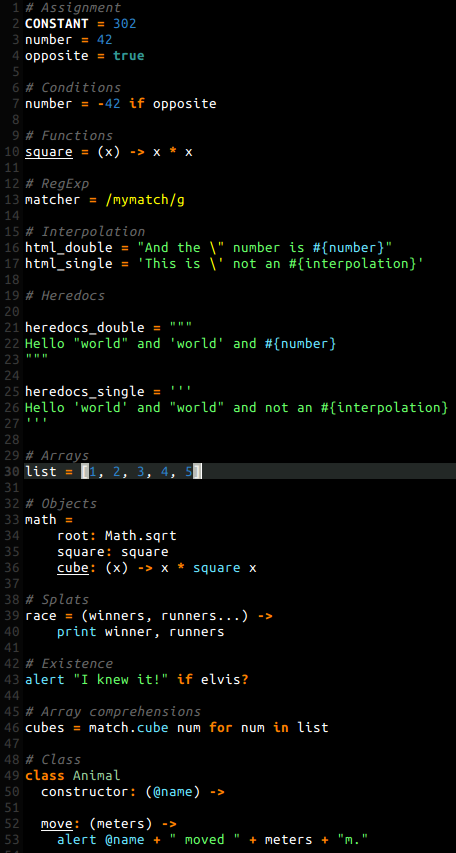 1 # Assignment
2 CONSTANT = 302
3 number = 42
4 opposite = true
5
6 # Conditions
7 number = -42 if opposite
8
9 # Functions
10 square = (x) -> x * x
11
12 # RegExp
13 matcher = /mymatch/g
14
15 # Interpolation
16 html_double = "And the \" number is #{number}"
17 html_single = 'This is \' not an #{interpolation}'
18
19 # Heredocs
20
21 heredocs_double = """
22 Hello "world" and 'world' and #{number}
23 """
24
25 heredocs_single = '''
26 Hello 'world' and "world" and not an #{interpolation}
27 '''
28
29 # Arrays
30 list = [1, 2, 3, 4, 5]
31
32 # Objects
33 math =
34     root: Math.sqrt
35     square: square
36     cube: (x) -> x * square x
37
38 # Splats
39 race = (winners, runners...) ->
40     print winner, runners
41
42 # Existence
43 alert "I knew it!" if elvis?
44
45 # Array comprehensions
46 cubes = match.cube num for num in list
47
48 # Class
49 class Animal
50   constructor: (@name) ->
51
52   move: (meters) ->
53     alert @name + " moved " + meters + "m."